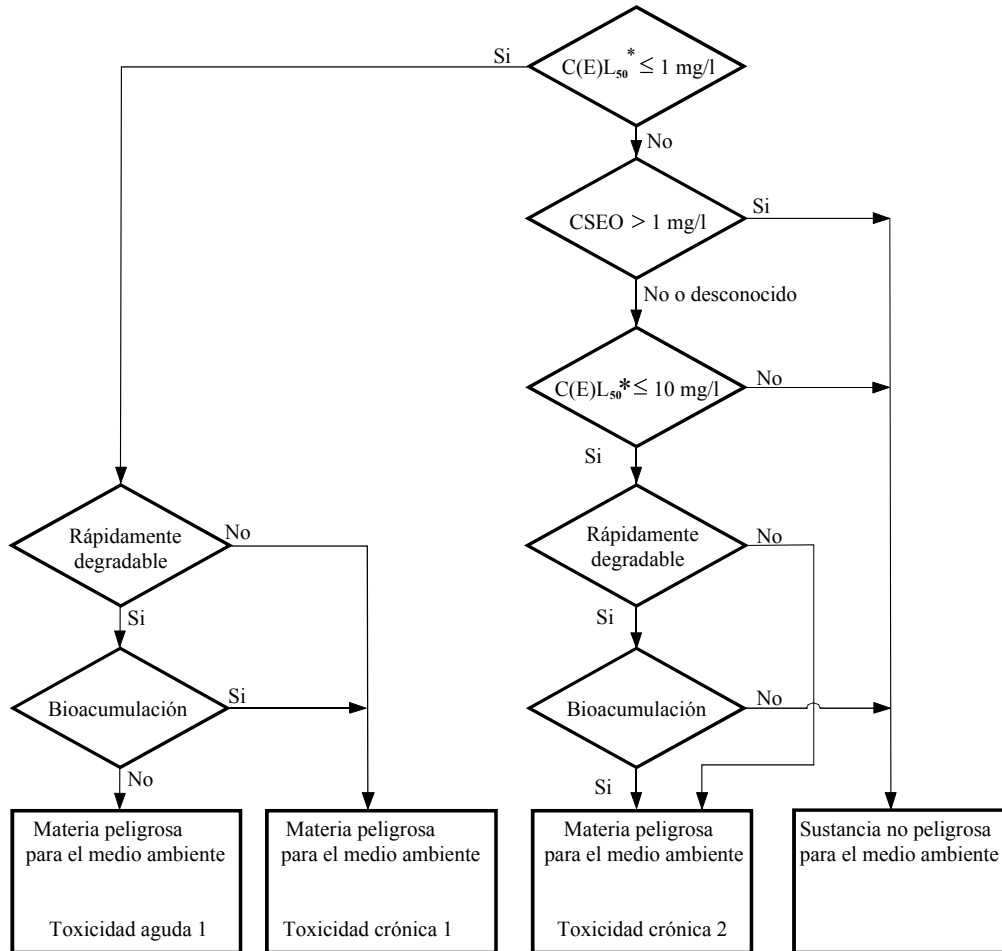 Si
C(E)L50* ≤ 1 mg/l
No
CSEO > 1 mg/l
Si
No o desconocido
C(E)L50* ≤ 10 mg/l
No
Si
Rápidamente
degradable
No
Si
Bioacumulación
Si
No
Rápidamente
degradable
No
Si
Bioacumulación
No
Si
Materia peligrosa
para el medio ambiente
Toxicidad aguda 1
Materia peligrosa
para el medio ambiente
Toxicidad crónica 1
Materia peligrosa
para el medio ambiente
Toxicidad crónica 2
Sustancia no peligrosa
para el medio ambiente